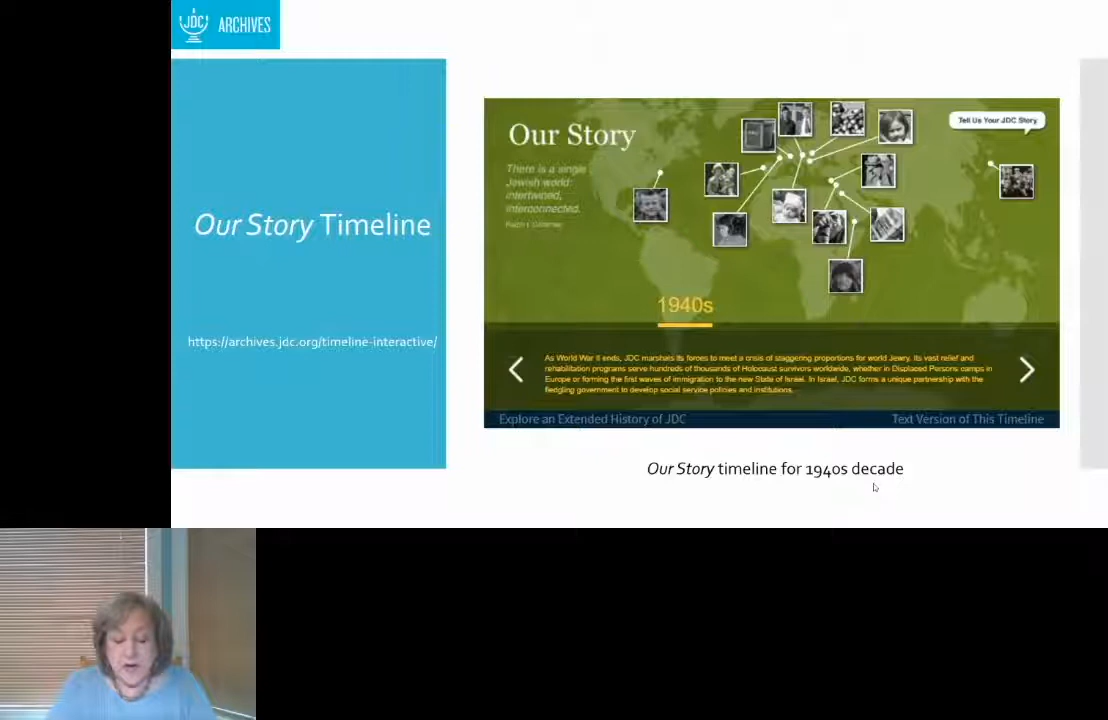 JDC ARCHIVES
Our Story Timeline
https://archives.jdc.org/timeline-interactive/
Our Story
Tell Us Your JDC Story
There is a single
Jewish world:
intertwined,
interconnected.
1940s
As World War II ends, JDC marshals its forces to meet a crisis of staggering proportions for world Jewry. Its vast relief and
rehabilitation programs serve hundreds of thousands of Holocaust survivors worldwide, whether in Displaced Persons camps in
Europe or forming the first waves of immigration to the new State of Israel. In Israel, JDC forms a unique partnership with the
fledgling government to develop social service policies and institutions.
Explore an Extended History of JDC
Text Version of This Timeline
Our Story timeline for 1940s decade